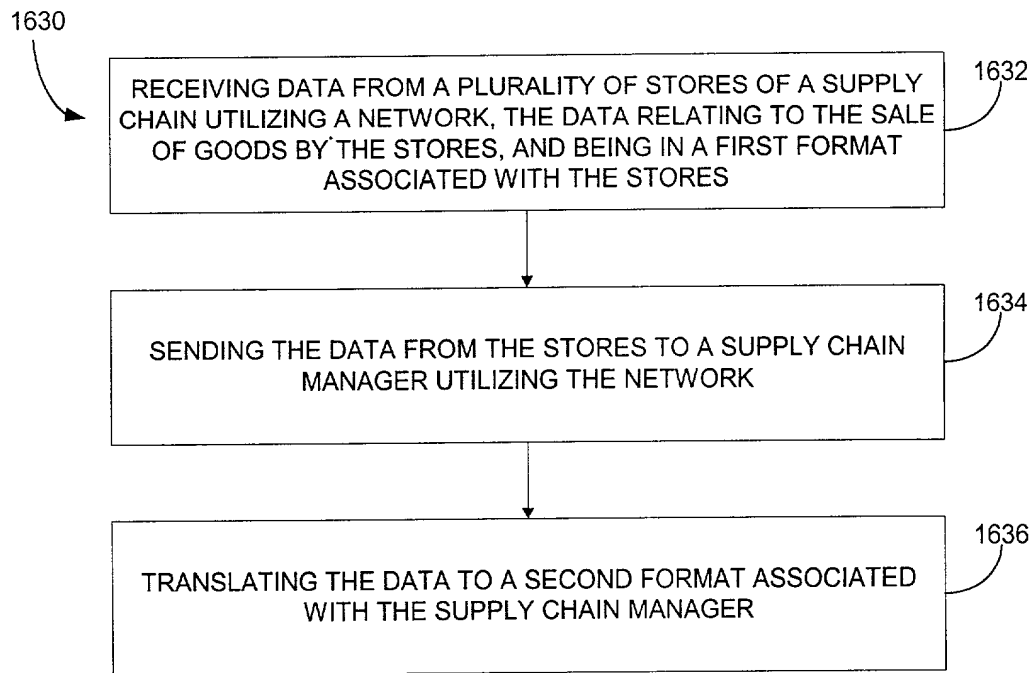 1630
1632
RECEIVING DATA FROM A PLURALITY OF STORES OF A SUPPLY
CHAIN UTILIZING A NETWORK, THE DATA RELATING TO THE SALE
OF GOODS BY THE STORES, AND BEING IN A FIRST FORMAT
ASSOCIATED WITH THE STORES
1634
SENDING THE DATA FROM THE STORES TO A SUPPLY CHAIN
MANAGER UTILIZING THE NETWORK
1636
TRANSLATING THE DATA TO A SECOND FORMAT ASSOCIATED
WITH THE SUPPLY CHAIN MANAGER